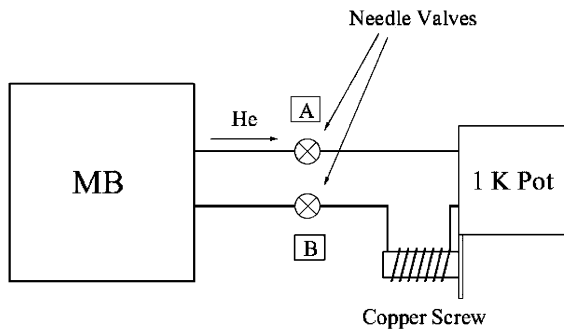 Needle Valves
A
He
MB
1 K Pot
B
Copper Screw